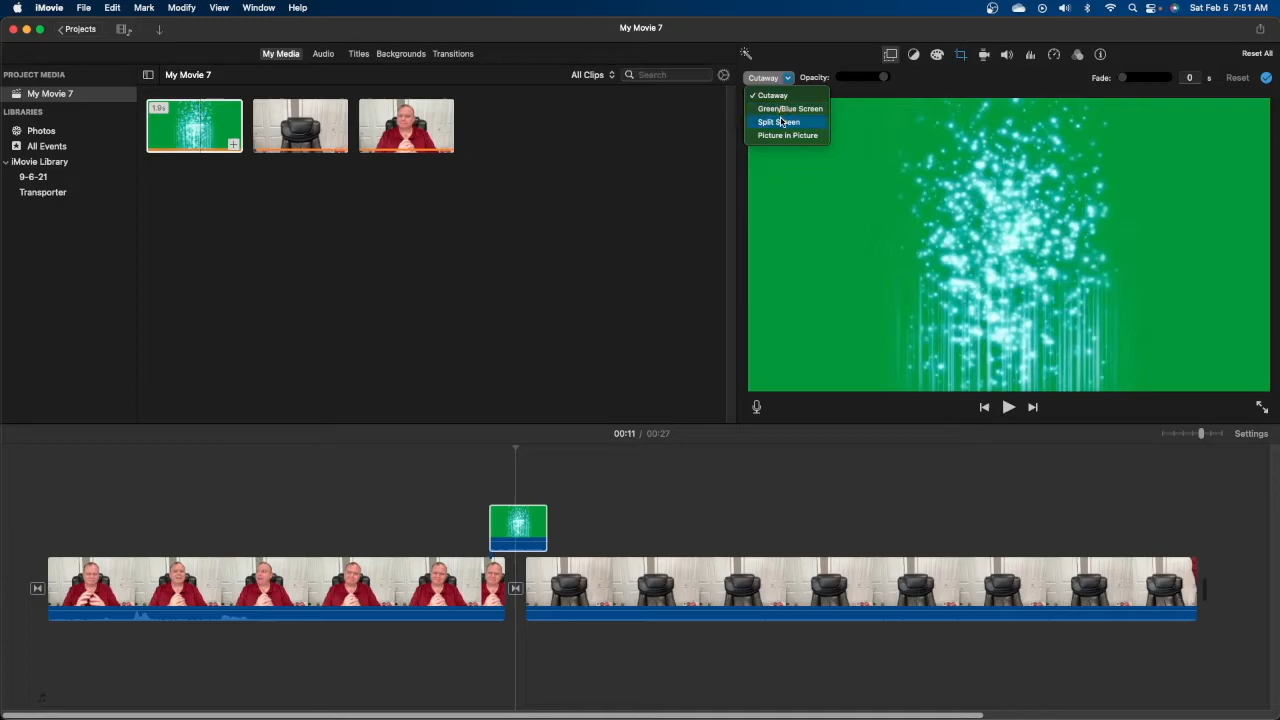 iMovie File Edit Mark Modify View Window Help Sat Feb 5 7:51 AM
Projects My Movie 7
My Media Audio Titles Backgrounds Transitions Reset All
PROJECT MEDIA My Movie 7 All Clips Search Cutaway Opacity: Fade: 0 s Reset
My Movie 7
LIBRARIES
Photos
All Events
iMovie Library
9-6-21
Transporter
1.9s
Cutaway
Green/Blue Screen
Split Screen
Picture in Picture
00:11 / 00:27 Settings